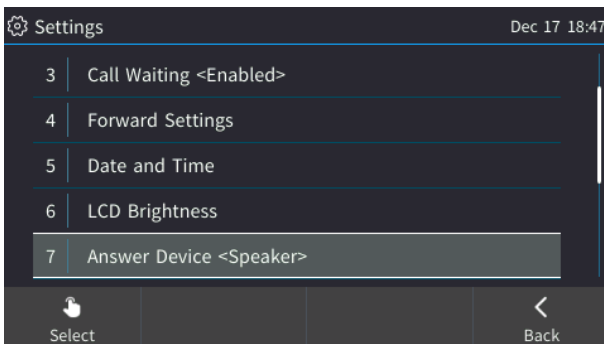 Settings Dec 17 18:47
3 Call Waiting <Enabled>
4 Forward Settings
5 Date and Time
6 LCD Brightness
7 Answer Device <Speaker>
Select Back